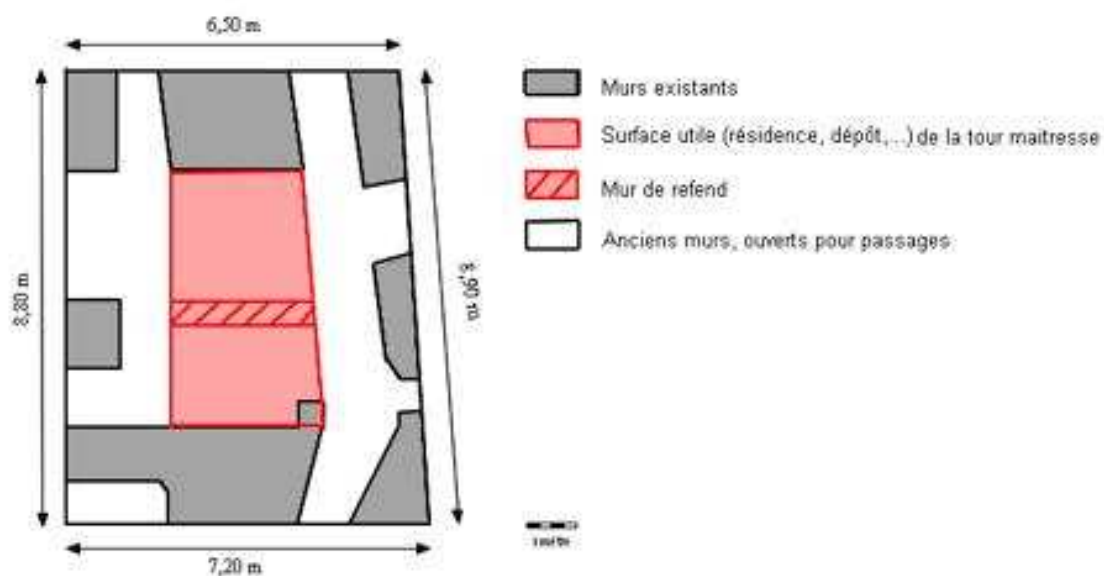 6,50 m
Murs existants
Surface utile (résidence, dépôt,...) de la tour maitresse
Mur de refend
Anciens murs, ouverts pour passages
8,80 m
8,90 m
7,20 m